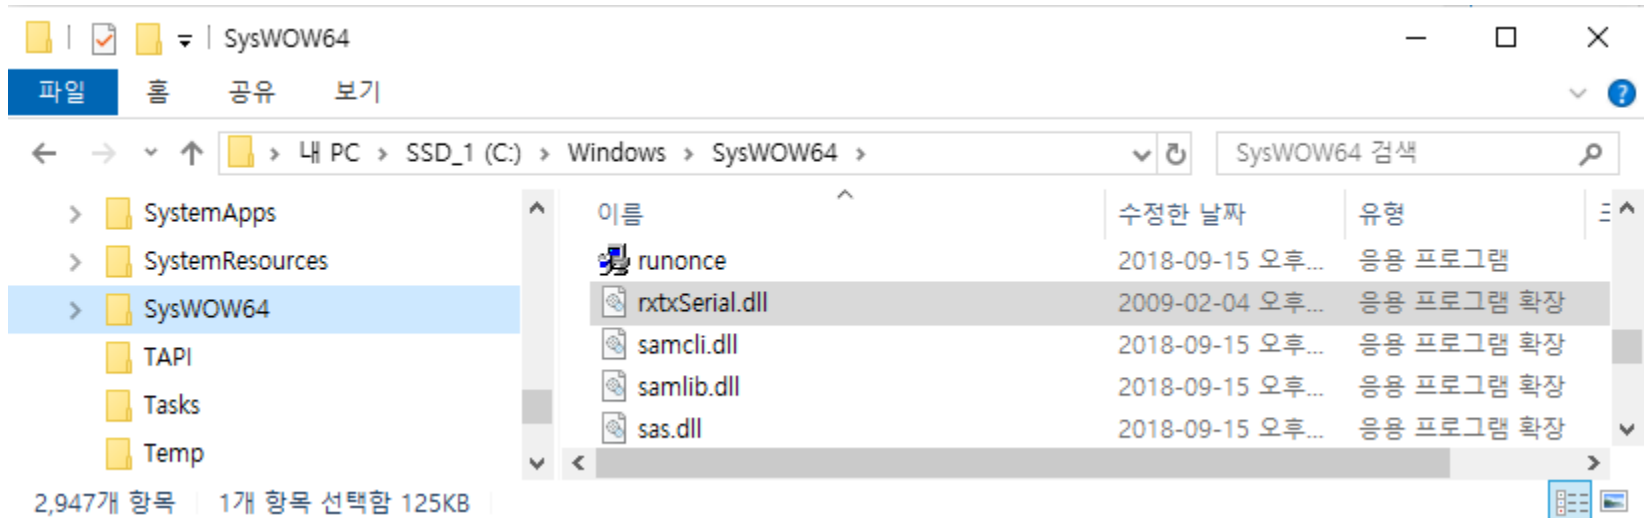 SysWOW64
파일 홈 공유 보기
내 PC > SSD_1 (C:) > Windows > SysWOW64 >
SysWOW64 검색
이름 수정한 날짜 유형
SystemApps
SystemResources
SysWOW64
TAPI
Tasks
Temp
runonce 2018-09-15 오후... 응용 프로그램
rxtxSerial.dll 2009-02-04 오후... 응용 프로그램 확장
samcli.dll 2018-09-15 오후... 응용 프로그램 확장
samlib.dll 2018-09-15 오후... 응용 프로그램 확장
sas.dll 2018-09-15 오후... 응용 프로그램 확장
2,947개 항목 1개 항목 선택함 125KB